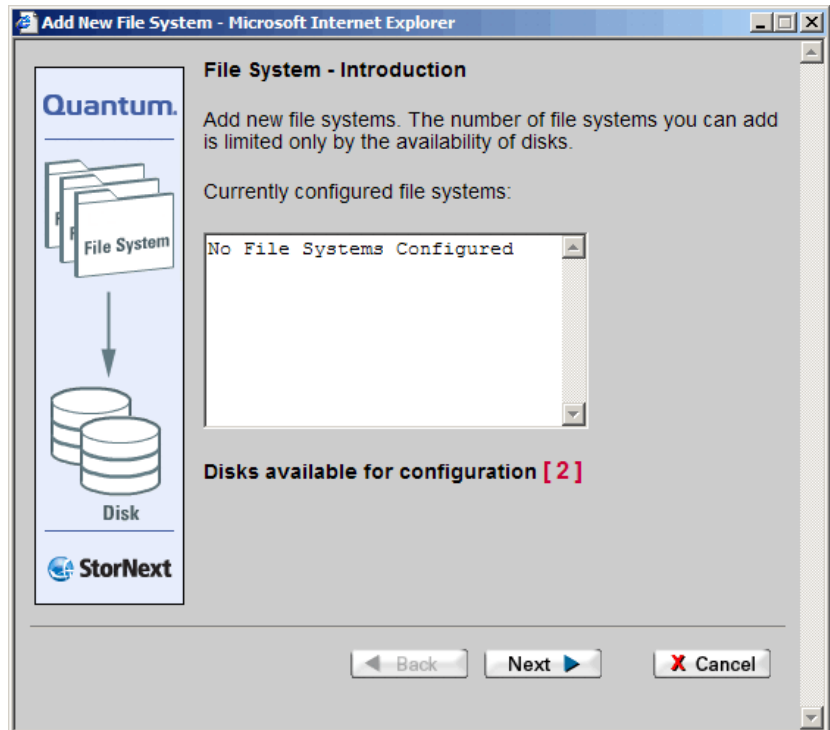 Add New File System - Microsoft Internet Explorer
Quantum.
File System
Disk
StorNext
File System - Introduction
Add new file systems. The number of file systems you can add
is limited only by the availability of disks.
Currently configured file systems:
No File Systems Configured
Disks available for configuration [ 2 ]
Back
Next
X Cancel